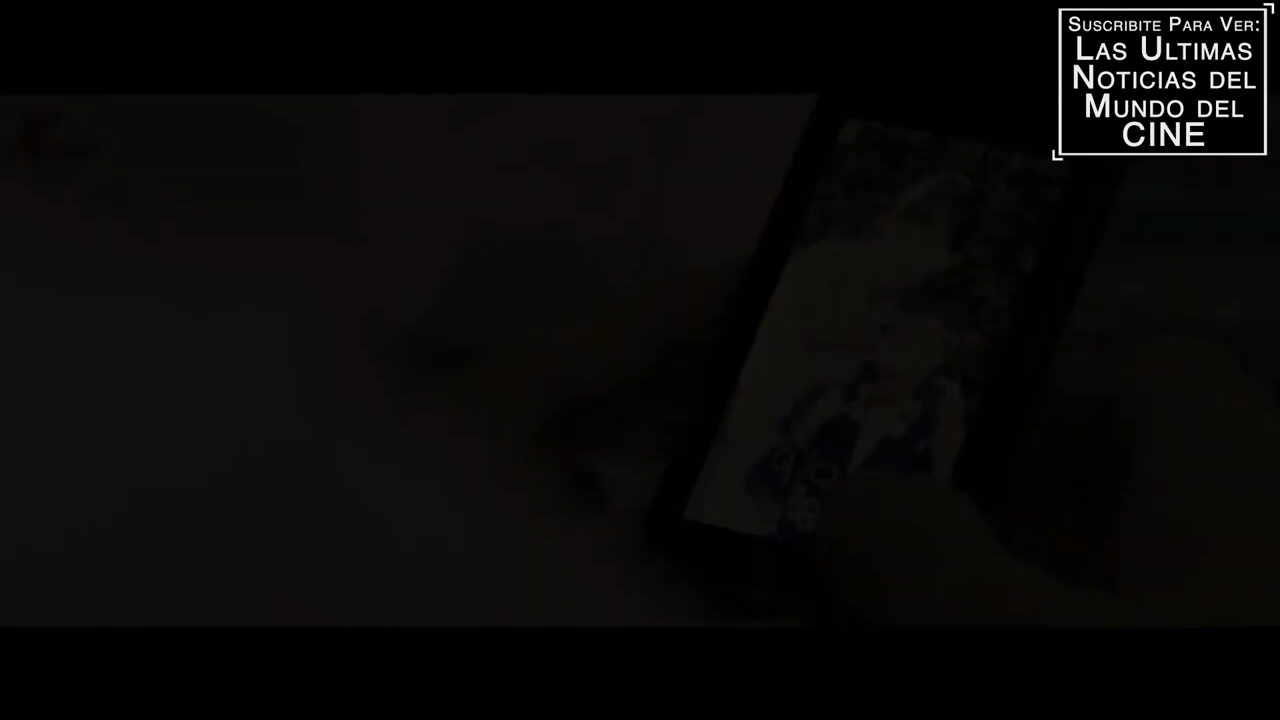 Suscribite Para Ver:
Las Ultimas
Noticias del
Mundo del
CINE